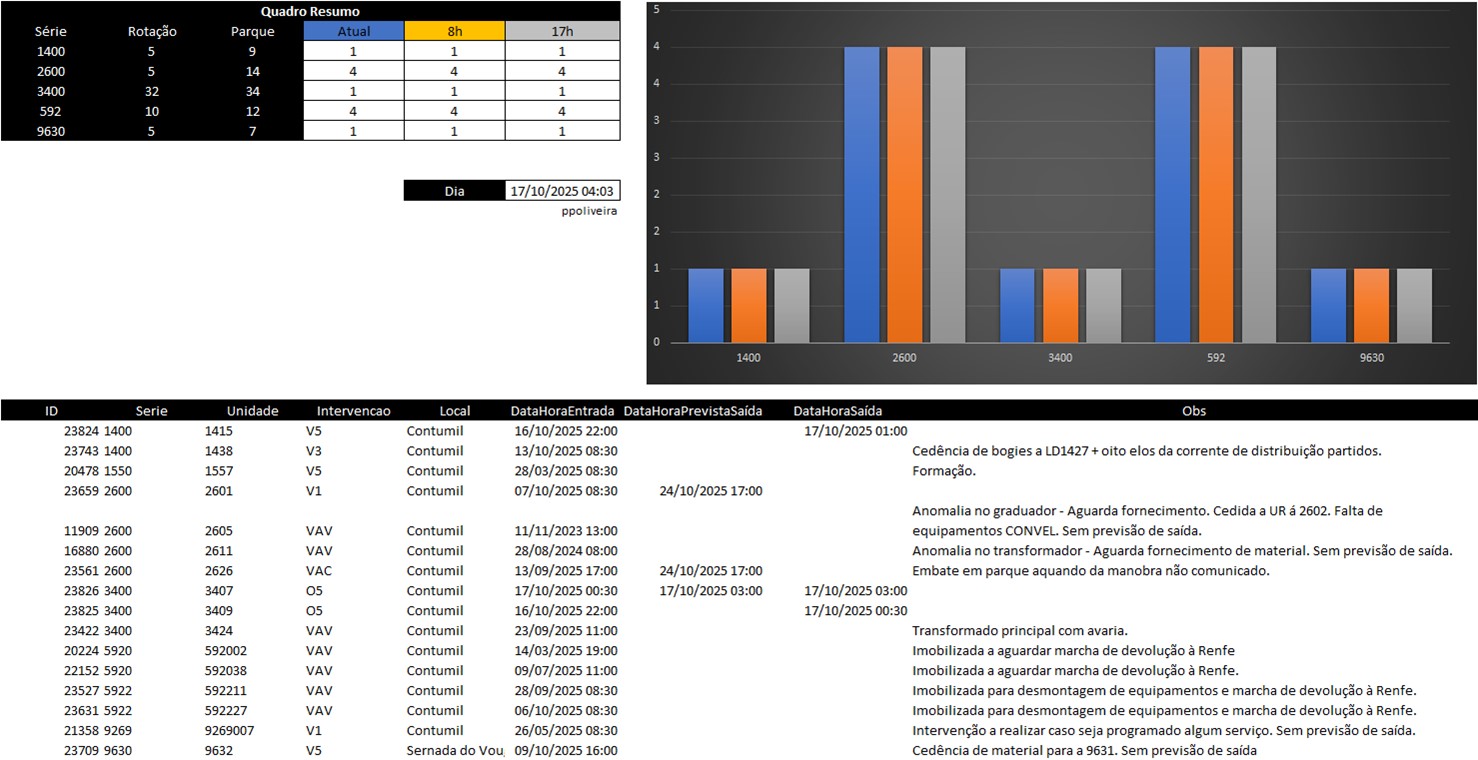 Quadro Resumo
Série Rotação Parque Atual 8h 17h
1400 5 9 1 1 1
2600 5 14 4 4 4
3400 32 34 1 1 1
592 10 12 4 4 4
9630 5 7 1 1 1
Dia 17/10/2025 04:03
ppoliveira
5
4
4
3
3
2
2
1
1
0
1400 2600 3400 592 9630
ID Serie Unidade Intervencao Local DataHoraEntrada DataHoraPrevistaSaída DataHoraSaída Obs
23824 1400 1415 V5 Contumil 16/10/2025 22:00 17/10/2025 01:00
23743 1400 1438 V3 Contumil 13/10/2025 08:30 Cedência de bogies a LD1427 + oito elos da corrente de distribuição partidos.
20478 1550 1557 V5 Contumil 28/03/2025 08:30 Formação.
23659 2600 2601 V1 Contumil 07/10/2025 08:30 24/10/2025 17:00
Anomalia no graduador - Aguarda fornecimento. Cedida a UR á 2602. Falta de
11909 2600 2605 VAV Contumil 11/11/2023 13:00 equipamentos CONVEL. Sem previsão de saída.
16880 2600 2611 VAV Contumil 28/08/2024 08:00 Anomalia no transformador - Aguarda fornecimento de material. Sem previsão de saída.
23561 2600 2626 VAC Contumil 13/09/2025 17:00 24/10/2025 17:00 Embate em parque aquando da manobra não comunicado.
23826 3400 3407 O5 Contumil 17/10/2025 00:30 17/10/2025 03:00 17/10/2025 03:00
23825 3400 3409 O5 Contumil 16/10/2025 22:00 17/10/2025 00:30
23422 3400 3424 VAV Contumil 23/09/2025 11:00 Transformado principal com avaria.
20224 5920 592002 VAV Contumil 14/03/2025 19:00 Imobilizada a aguardar marcha de devolução à Renfe
22152 5920 592038 VAV Contumil 09/07/2025 11:00 Imobilizada a aguardar marcha de devolução à Renfe.
23527 5922 592211 VAV Contumil 28/09/2025 08:30 Imobilizada para desmontagem de equipamentos e marcha de devolução à Renfe.
23631 5922 592227 VAV Contumil 06/10/2025 08:30 Imobilizada para desmontagem de equipamentos e marcha de devolução à Renfe.
21358 9269 9269007 V1 Contumil 26/05/2025 08:30 Intervenção a realizar caso seja programado algum serviço. Sem previsão de saída.
23709 9630 9632 V5 Sernada do Vou 09/10/2025 16:00 Cedência de material para a 9631. Sem previsão de saída